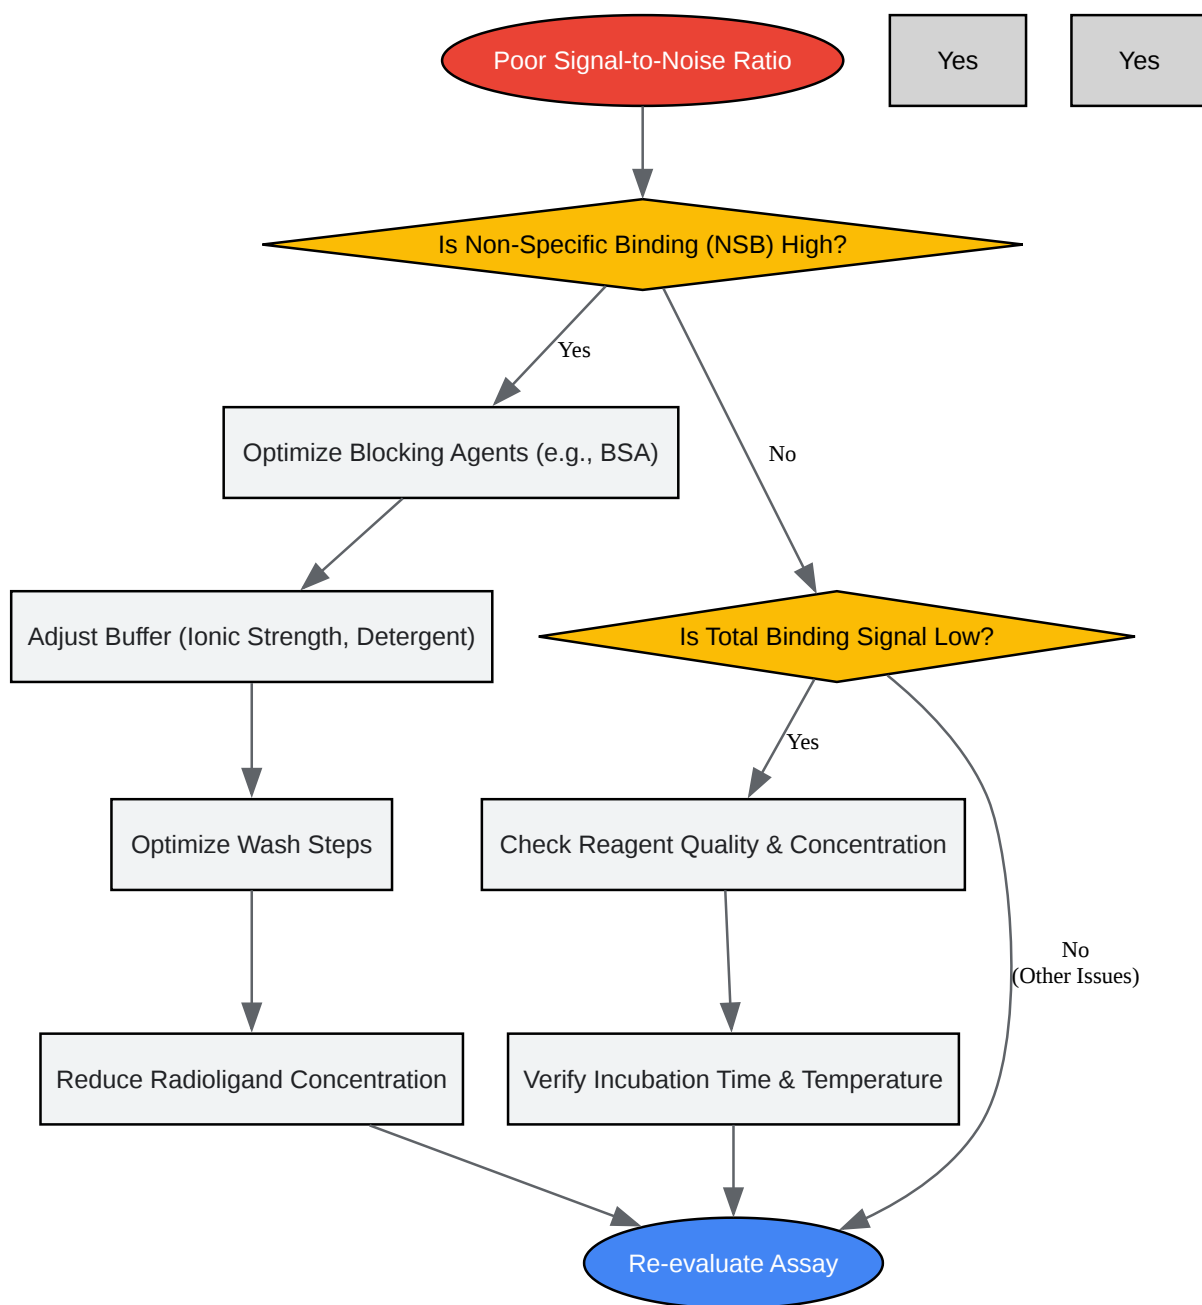 Poor Signal-to-Noise Ratio
Yes
Yes
Is Non-Specific Binding (NSB) High?
Yes
Optimize Blocking Agents (e.g., BSA)
No
Adjust Buffer (Ionic Strength, Detergent)
Is Total Binding Signal Low?
Yes
Optimize Wash Steps
Check Reagent Quality & Concentration
No
(Other Issues)
Reduce Radioligand Concentration
Verify Incubation Time & Temperature
Re-evaluate Assay